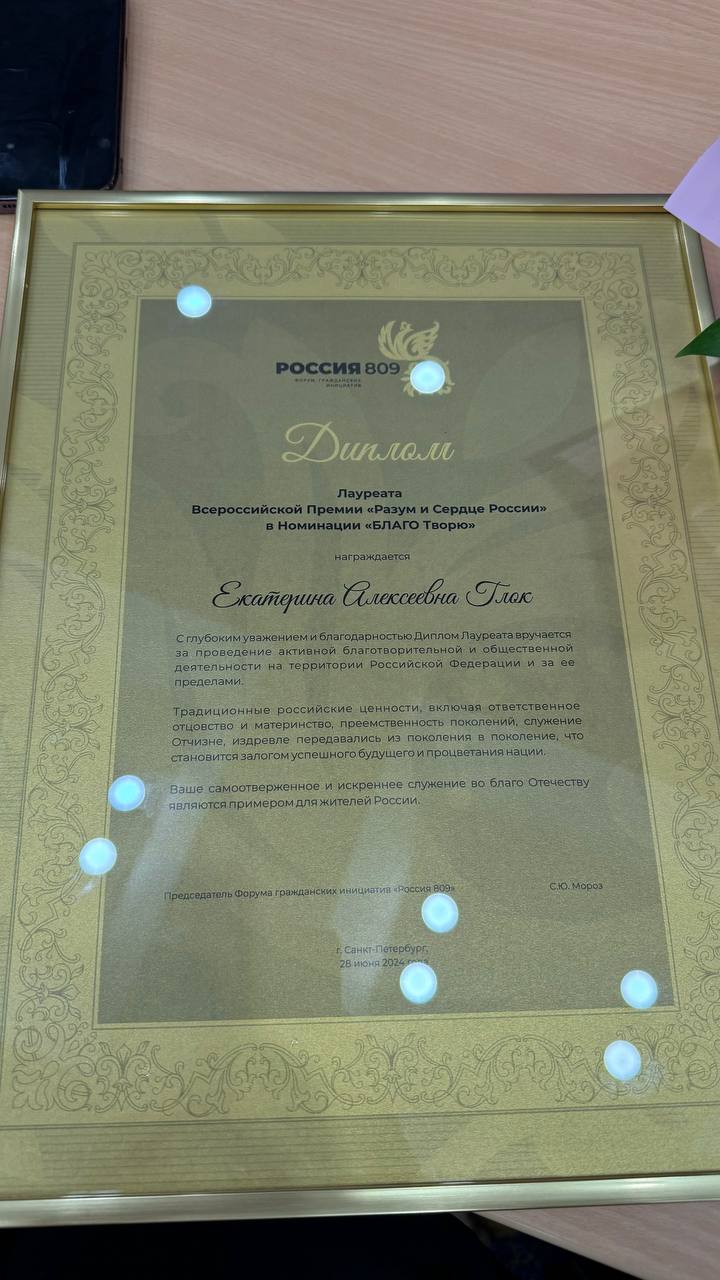 РОССИЯ 809
ФОРУМ ГРАЖДАНСКИХ
ИНИЦИАТИВ
Диплом
Лауреата
Всероссийской Премии «Разум и Сердце России»
в Номинации «БЛАГО Творю»
награждается
Екатерина Алексеевна Глок
С глубоким уважением и благодарностью Диплом Лауреата вручается
за проведение активной благотворительной и общественной
деятельности на территории Российской Федерации и за ее
пределами.
Традиционные российские ценности, включая ответственное
отцовство и материнство, преемственность поколений, служение
Отчизне, издревле передавались из поколения в поколение, что
становится залогом успешного будущего и процветания нации.
Ваше самоотверженное и искреннее служение во благо Отечеству
являются примером для жителей России.
Председатель Форума гражданских инициатив «Россия 809» С.Ю. Мороз
г. Санкт-Петербург,
28 июня 2024 года